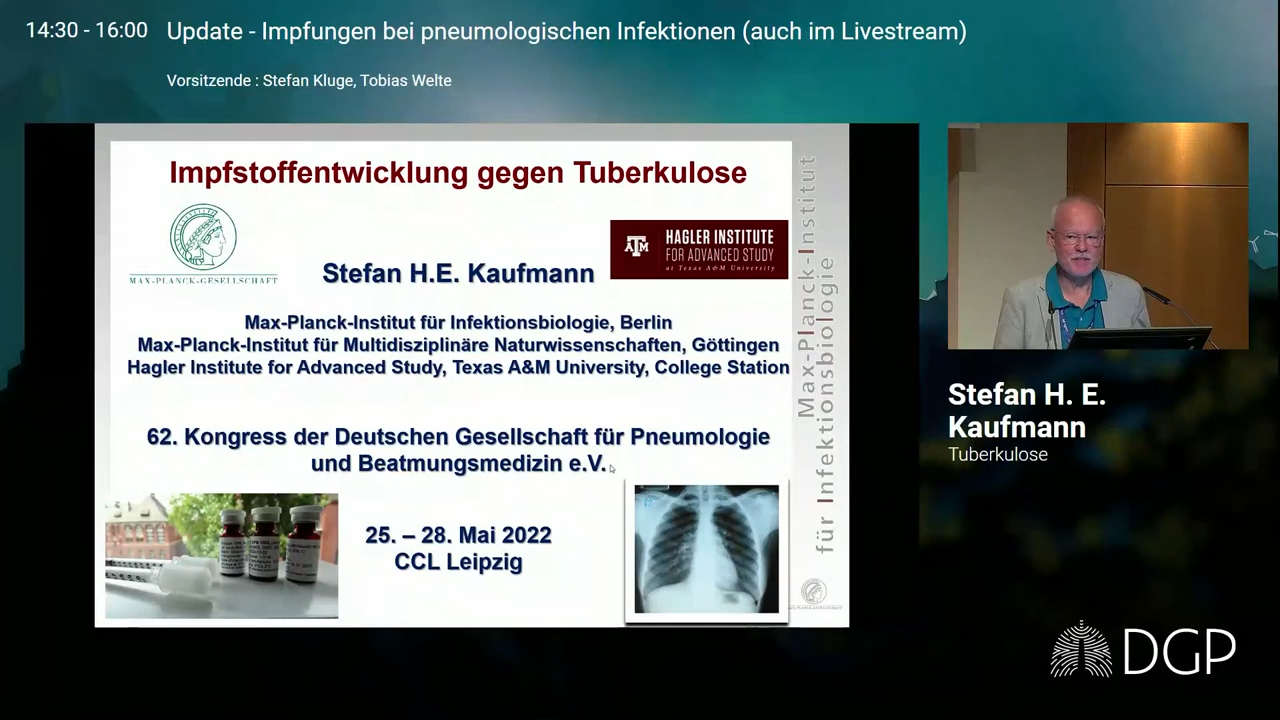 14:30 - 16:00 Update - Impfungen bei pneumologischen Infektionen (auch im Livestream)
Vorsitzende : Stefan Kluge, Tobias Welte
Impfstoffentwicklung gegen Tuberkulose
MAX-PLANCK-GESELLSCHAFT
Stefan H.E. Kaufmann
ATM
HAGLER INSTITUTE
FOR ADVANCED STUDY
at Texas A&M University
Max-Planck-Institut für Infektionsbiologie, Berlin
Max-Planck-Institut für Multidisziplinäre Naturwissenschaften, Göttingen
Hagler Institute for Advanced Study, Texas A&M University, College Station
62. Kongress der Deutschen Gesellschaft für Pneumologie
und Beatmungsmedizin e.V.
25. – 28. Mai 2022
CCL Leipzig
Max-Planck-Institut
für Infektionsbiologie
Stefan H. E.
Kaufmann
Tuberkulose
DGP